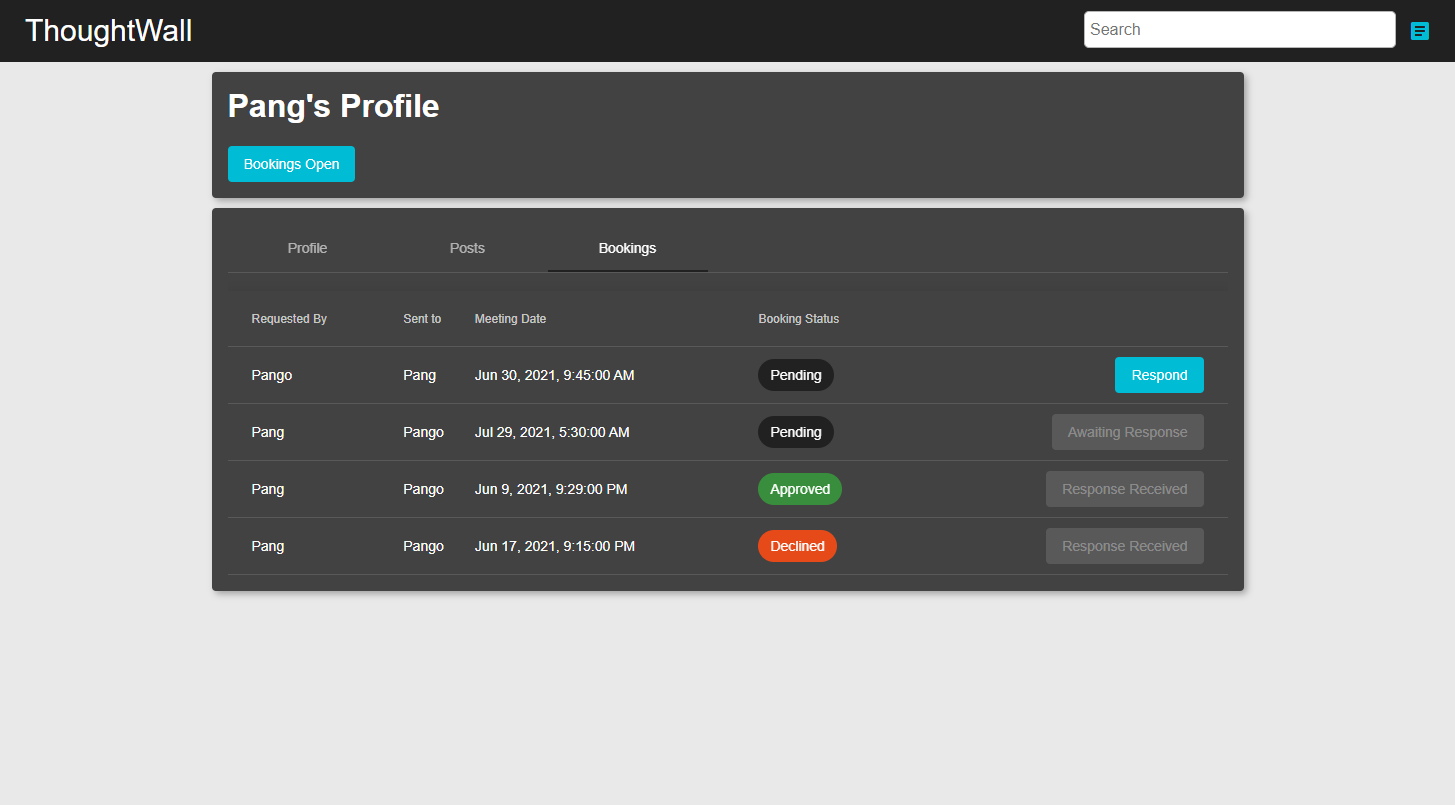 ThoughtWall
Search
Pang's Profile
Bookings Open
Profile Posts Bookings
Requested By Sent to Meeting Date Booking Status
Pango Pang Jun 30, 2021, 9:45:00 AM Pending Respond
Pang Pango Jul 29, 2021, 5:30:00 AM Pending Awaiting Response
Pang Pango Jun 9, 2021, 9:29:00 PM Approved Response Received
Pang Pango Jun 17, 2021, 9:15:00 PM Declined Response Received